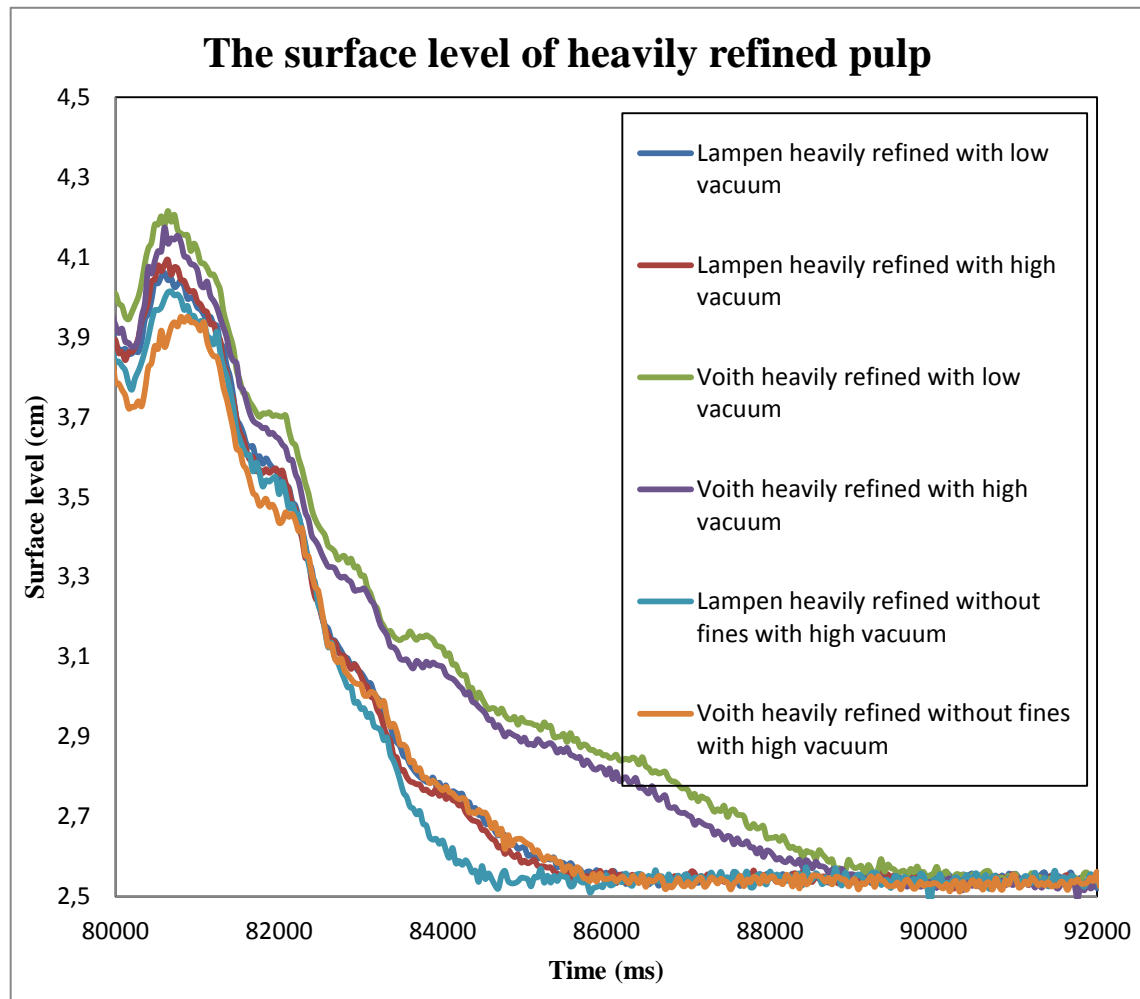 The surface level of heavily refined pulp
4,5
4,3
4,1
3,9
3,7
3,5
3,3
3,1
2,9
2,7
2,5
Surface level (cm)
80000 82000 84000 86000 88000 90000 92000
Time (ms)
Lampen heavily refined with low
vacuum
Lampen heavily refined with high
vacuum
Voith heavily refined with low
vacuum
Voith heavily refined with high
vacuum
Lampen heavily refined without
fines with high vacuum
Voith heavily refined without fines
with high vacuum